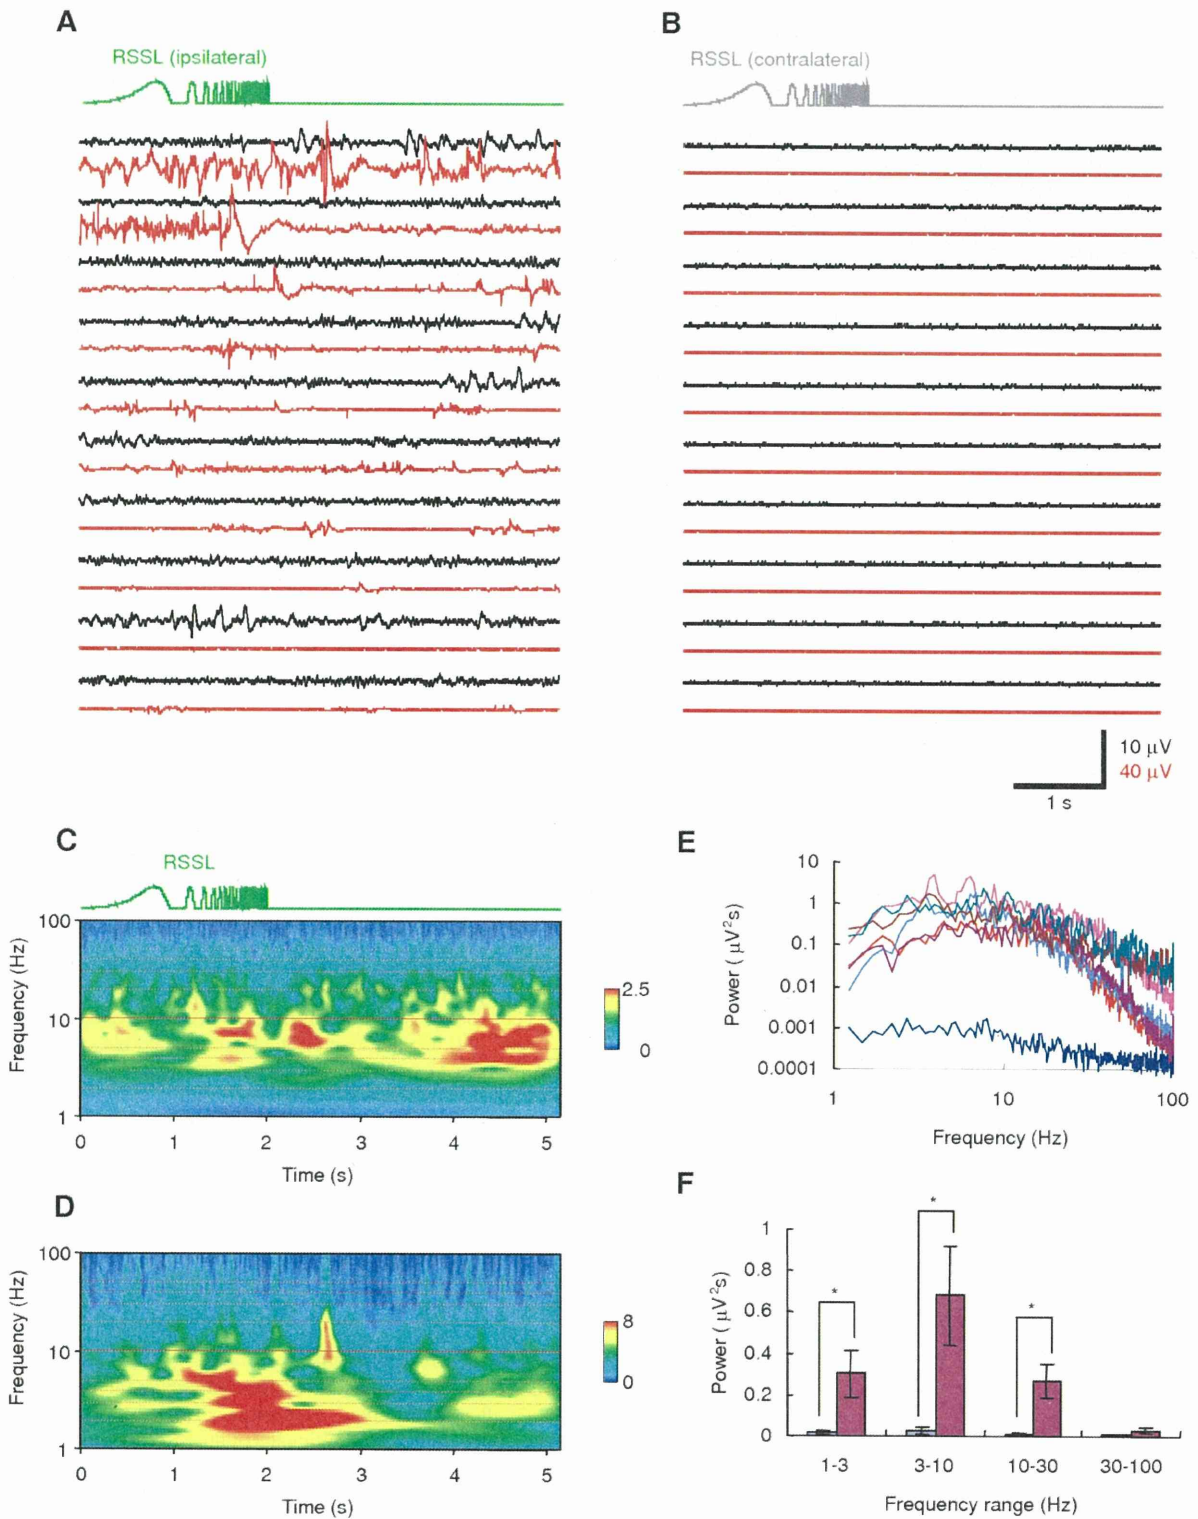 A
RSSL (ipsilateral)
B
RSSL (contralateral)
10 µV
40 µV
1 s
C
RSSL
Frequency (Hz)
100
10
1
0 1 2 3 4 5
Time (s)
2.5
0
D
Frequency (Hz)
100
10
1
0 1 2 3 4 5
Time (s)
8
0
E
Power ( µV²s)
10
1
0.1
0.01
0.001
0.0001
1 10 100
Frequency (Hz)
F
Power ( µV²s)
1
0.8
0.6
0.4
0.2
0
* * *
1-3 3-10 10-30 30-100
Frequency range (Hz)